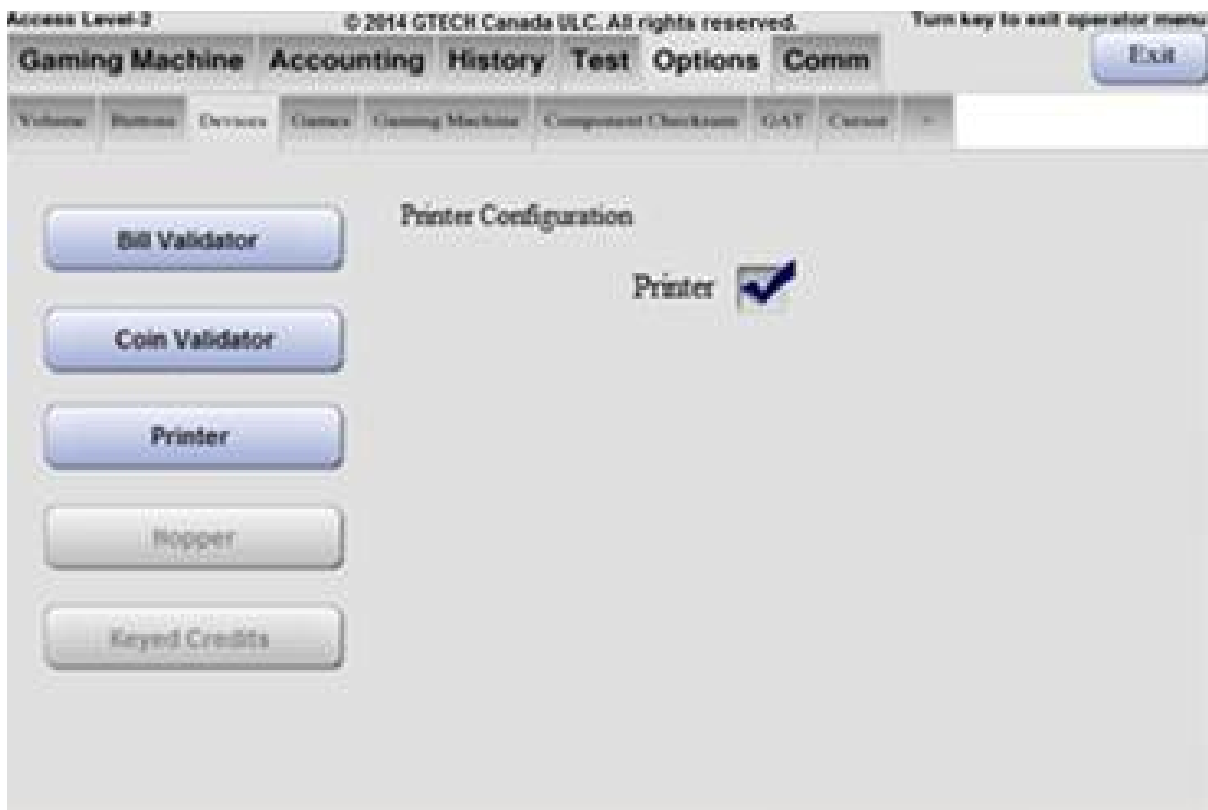 Access Level-2 © 2014 GTECH Canada ULC. All rights reserved. Turn key to exit operator menu
Gaming Machine Accounting History Test Options Comm Exit
Volume Buttons Devices Games Gaming Machine Component Checksum GAT Cursor
Printer Configuration
Bill Validator
Printer
Coin Validator
Printer
Hopper
Keyed Credits